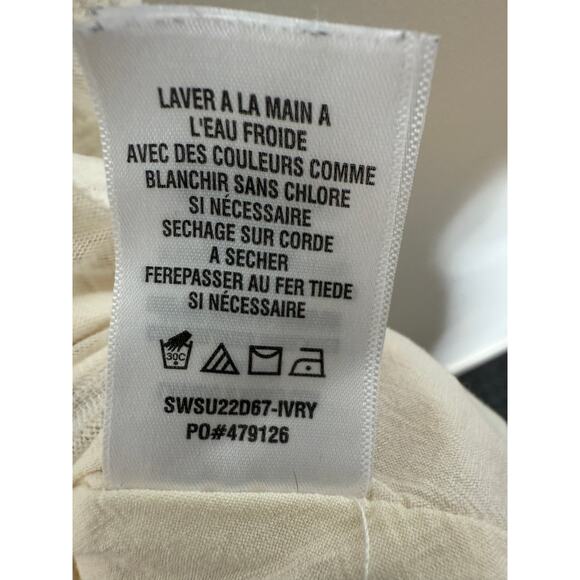 LAVER A LA MAIN A
L'EAU FROIDE
AVEC DES COULEURS COMME
BLANCHIR SANS CHLORE
SI NÉCESSAIRE
SECHAGE SUR CORDE
A SECHER
FEREPASSER AU FER TIEDE
SI NÉCESSAIRE
30C
SWSU22D67-IVRY
PO#479126